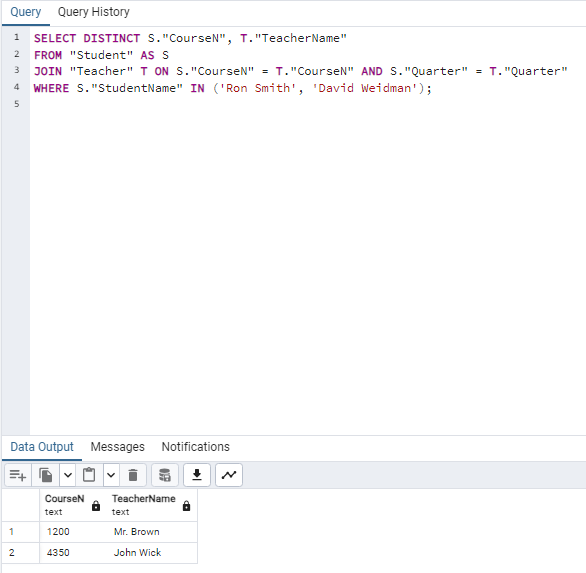 Query Query History
1 SELECT DISTINCT S."CourseN", T."TeacherName"
2 FROM "Student" AS S
3 JOIN "Teacher" T ON S."CourseN" = T."CourseN" AND S."Quarter" = T."Quarter"
4 WHERE S."StudentName" IN ('Ron Smith', 'David Weidman');
5
Data Output Messages Notifications
CourseN TeacherName
text text
1 1200 Mr. Brown
2 4350 John Wick